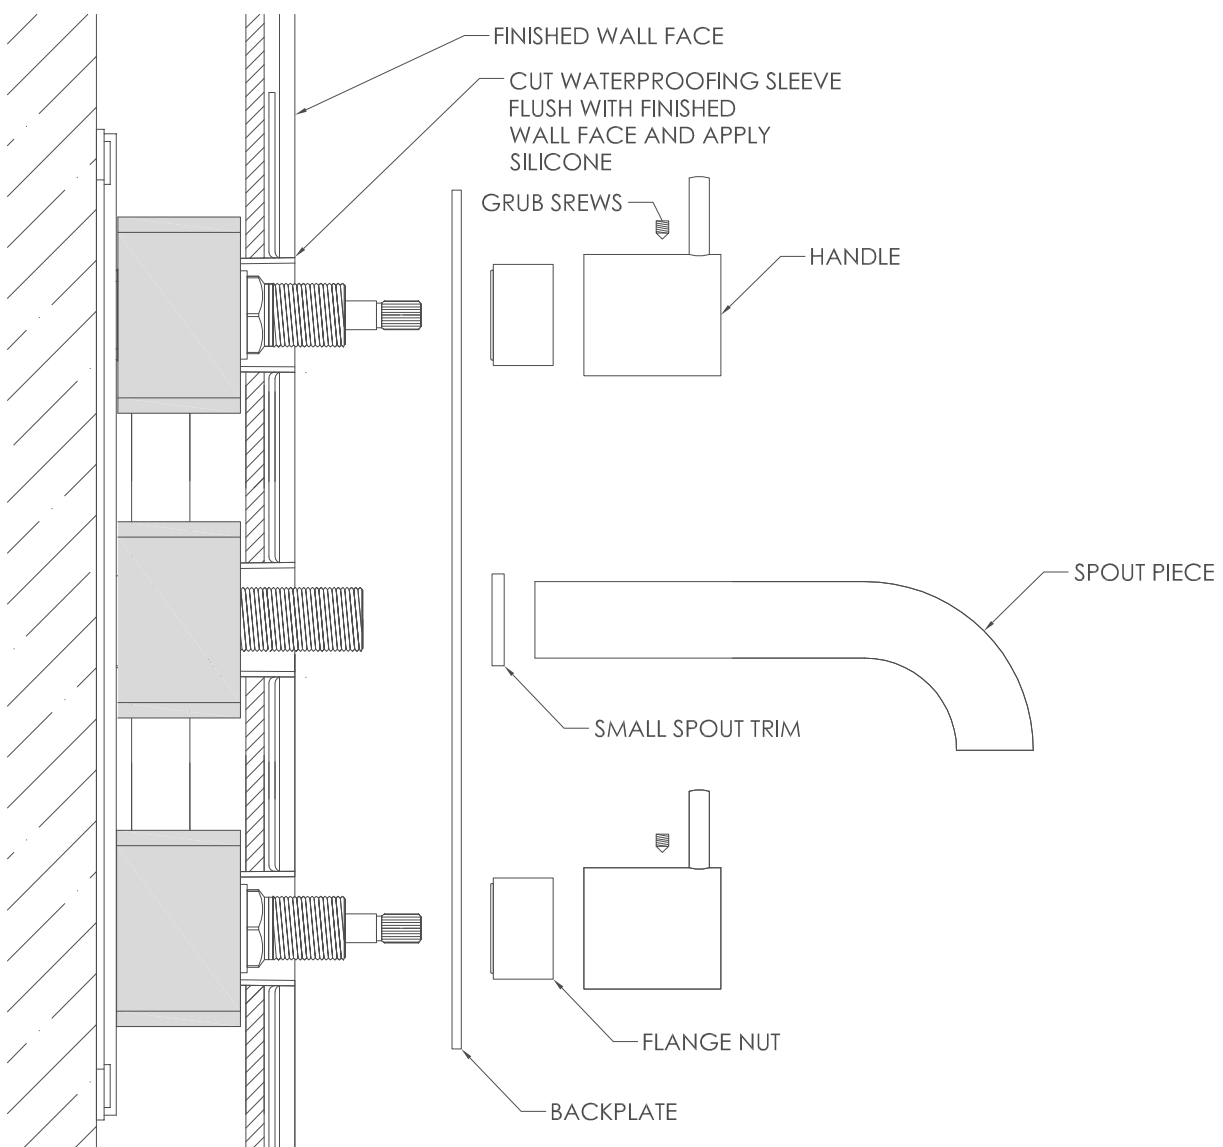 FINISHED WALL FACE
CUT WATERPROOFING SLEEVE
FLUSH WITH FINISHED
WALL FACE AND APPLY
SILICONE
GRUB SREWS
HANDLE
SPOUT PIECE
SMALL SPOUT TRIM
FLANGE NUT
BACKPLATE